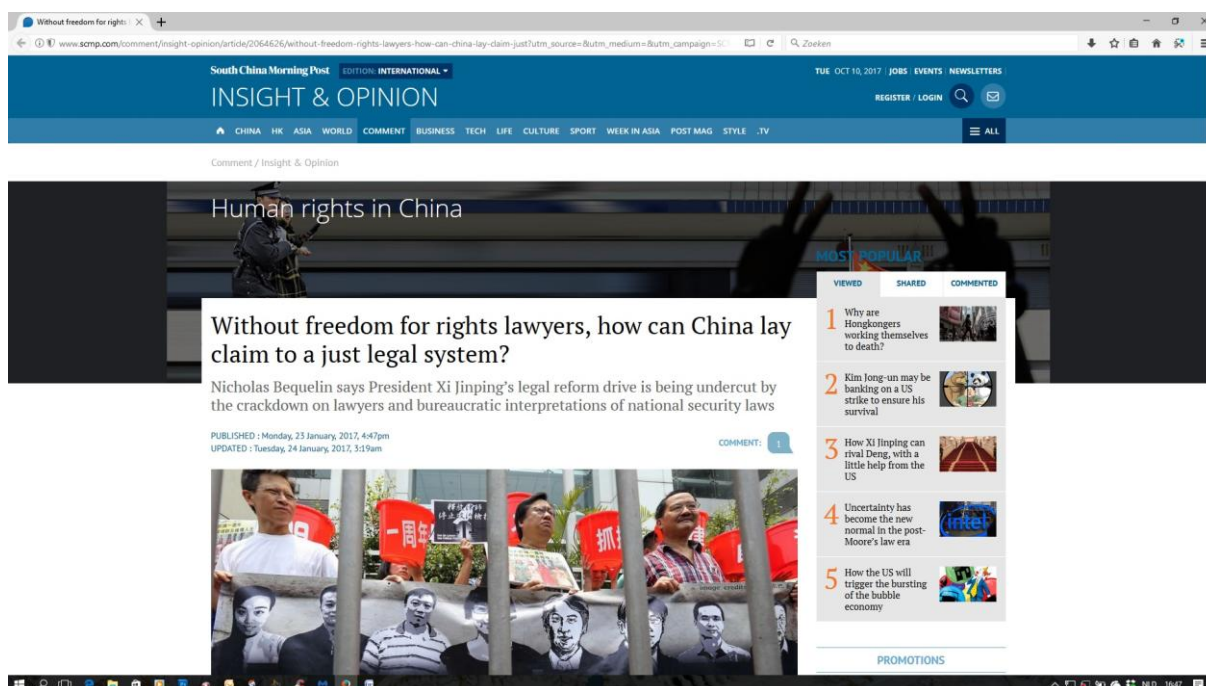 Without freedom for rights
www.scmp.com/comment/insight-opinion/article/2064626/without-freedom-rights-lawyers-how-can-china-lay-claim-just?utm_source=&utm_medium=&utm_campaign=SC
Zoeken
South China Morning Post EDITION: INTERNATIONAL
TUE OCT 10, 2017 | JOBS | EVENTS | NEWSLETTERS
INSIGHT & OPINION
REGISTER / LOGIN
CHINA HK ASIA WORLD COMMENT BUSINESS TECH LIFE CULTURE SPORT WEEK IN ASIA POST MAG STYLE .TV
ALL
Comment / Insight & Opinion
Human rights in China
Without freedom for rights lawyers, how can China lay
claim to a just legal system?
Nicholas Bequelin says President Xi Jinping's legal reform drive is being undercut by
the crackdown on lawyers and bureaucratic interpretations of national security laws
PUBLISHED : Monday, 23 January, 2017, 4:47pm
UPDATED : Tuesday, 24 January, 2017, 3:19am
COMMENT: 1
一周年
抓
MOST POPULAR
VIEWED SHARED COMMENTED
1 Why are
Hongkongers
working themselves
to death?
2 Kim Jong-un may be
banking on a US
strike to ensure his
survival
3 How Xi Jinping can
rival Deng, with a
little help from the
US
4 Uncertainty has
become the new
normal in the post-
Moore's law era
intel
5 How the US will
trigger the bursting
of the bubble
economy
PROMOTIONS
NLD 16:47